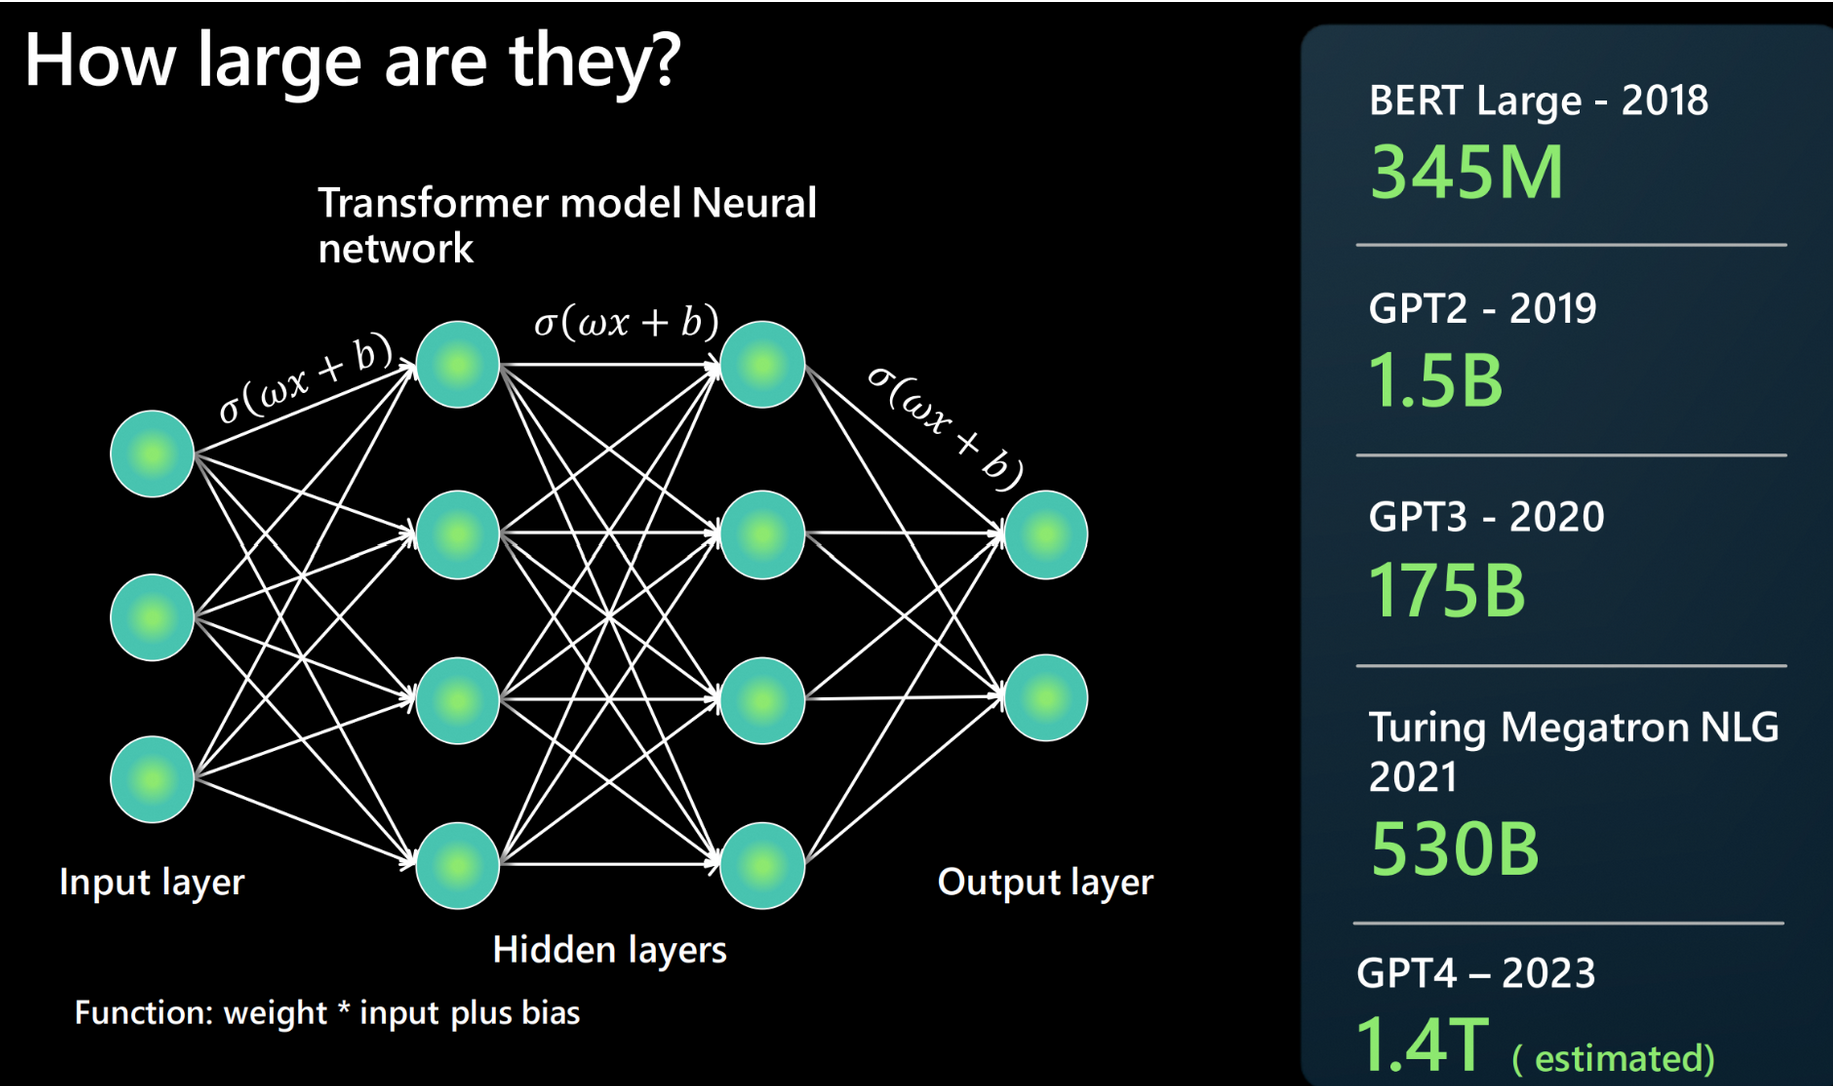 How large are they?
Transformer model Neural
network
σ(ωx + b)
σ(ωx + b)
σ(ωx + b)
Input layer
Hidden layers
Output layer
Function: weight * input plus bias
BERT Large - 2018
345M
GPT2 - 2019
1.5B
GPT3 - 2020
175B
Turing Megatron NLG
2021
530B
GPT4 – 2023
1.4T ( estimated)